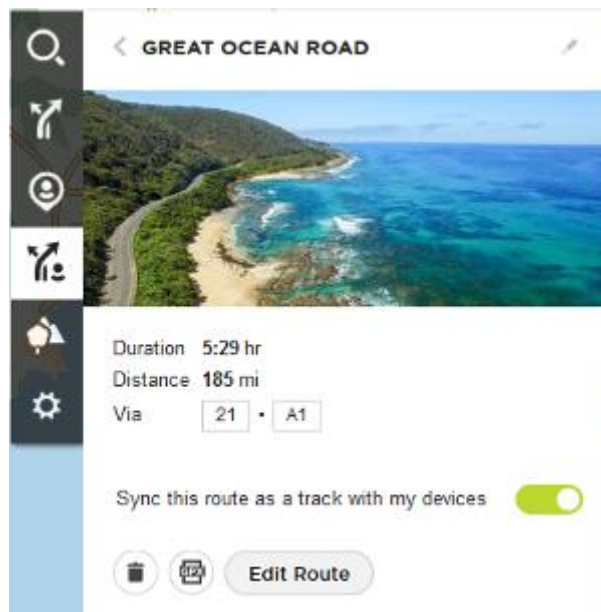 GREAT OCEAN ROAD
Duration 5:29 hr
Distance 185 mi
Via 21 • A1
Sync this route as a track with my devices
GPX
Edit Route